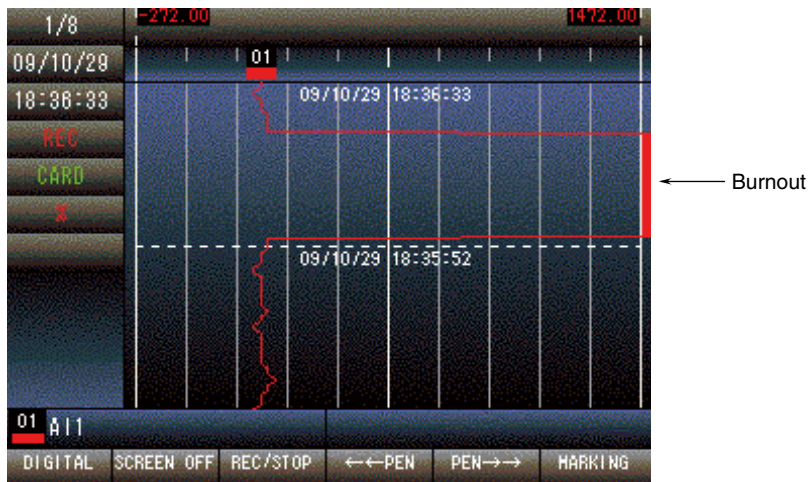 1/8
-272.00
1472.00
09/10/29
01
18:36:33
09/10/29 18:36:33
REC
CARD
%
Burnout
09/10/29 18:35:52
01 AI1
DIGITAL SCREEN OFF REC/STOP ←←PEN PEN→→ MARKING